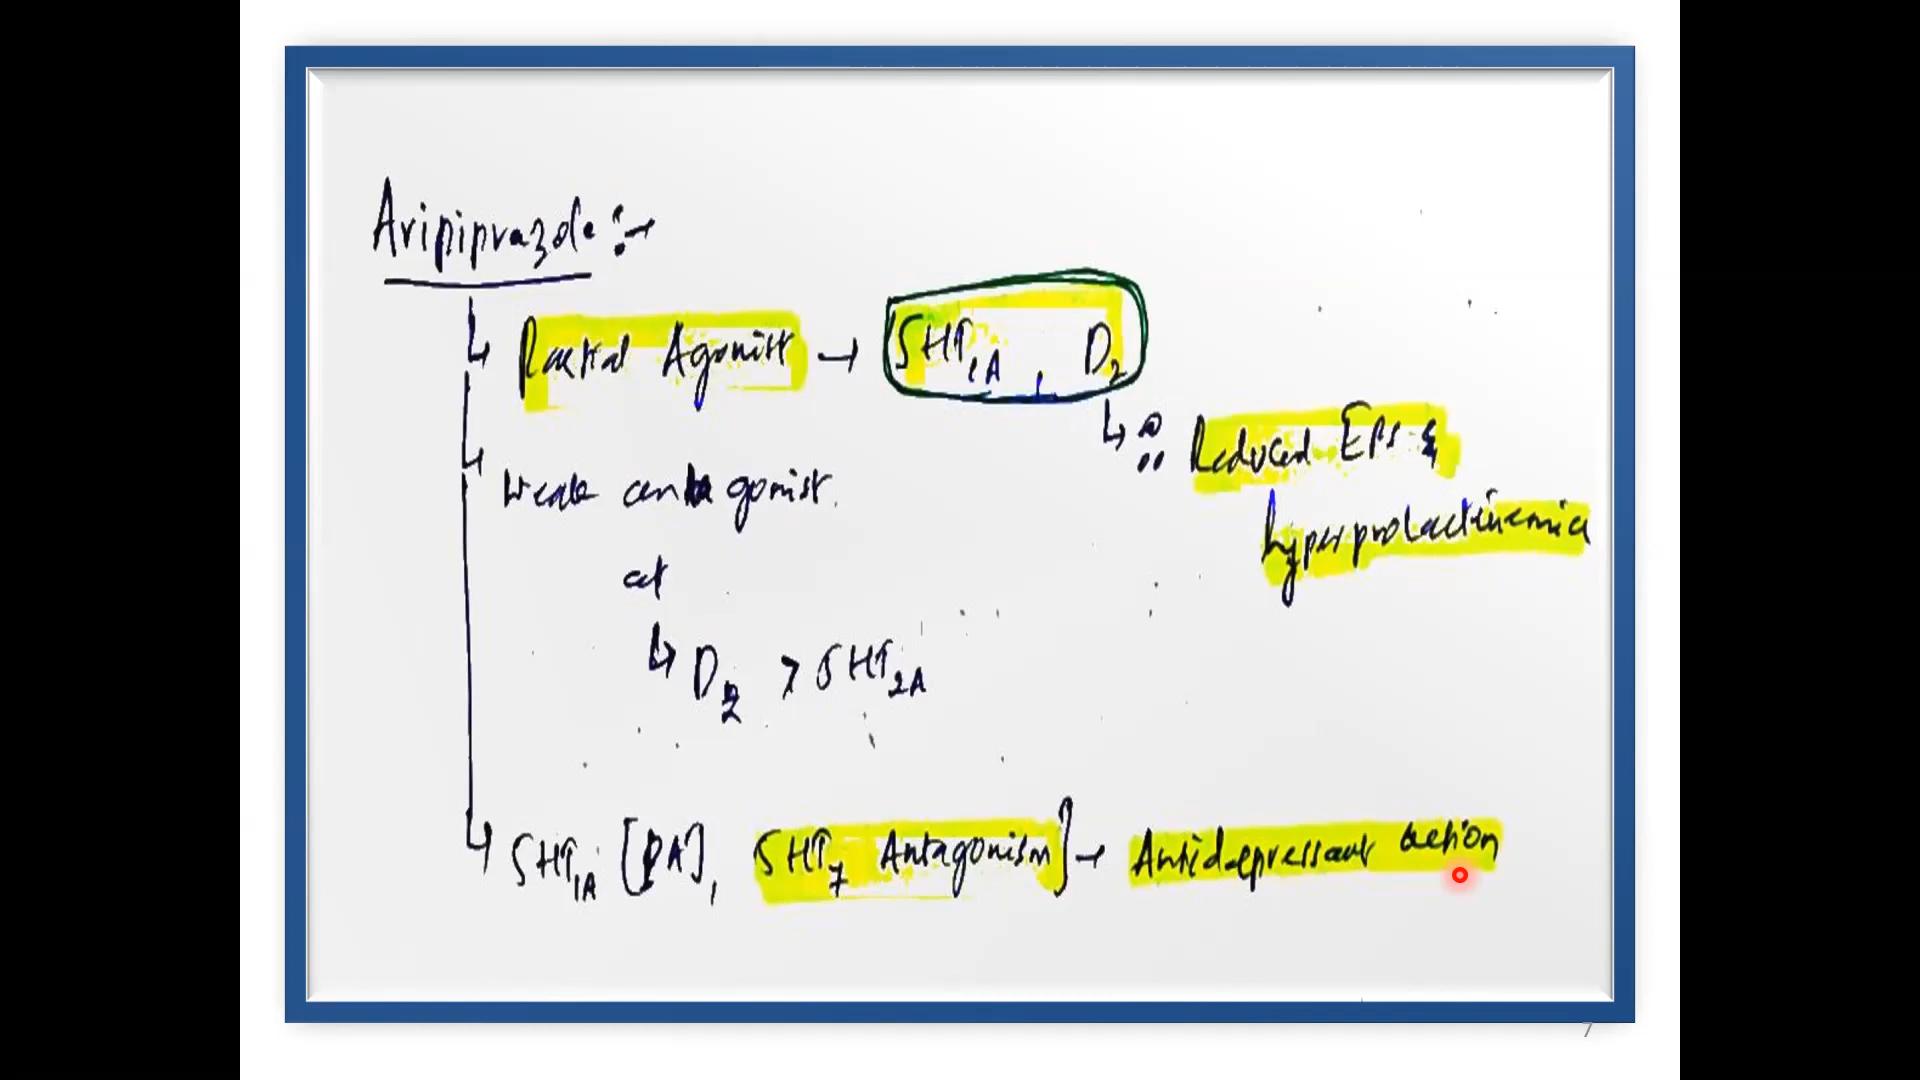 Aripiprazole :-
↳ Partial Agonist → 5HT1A , D2
↳ ∴ Reduced EPS &
hyperprolactinemia
↳ Weak antagonist.
at
↳ D2 > 5HT2A
↳ 5HT1A [PA], 5HT7 Antagonism] → Antidepressant action
7